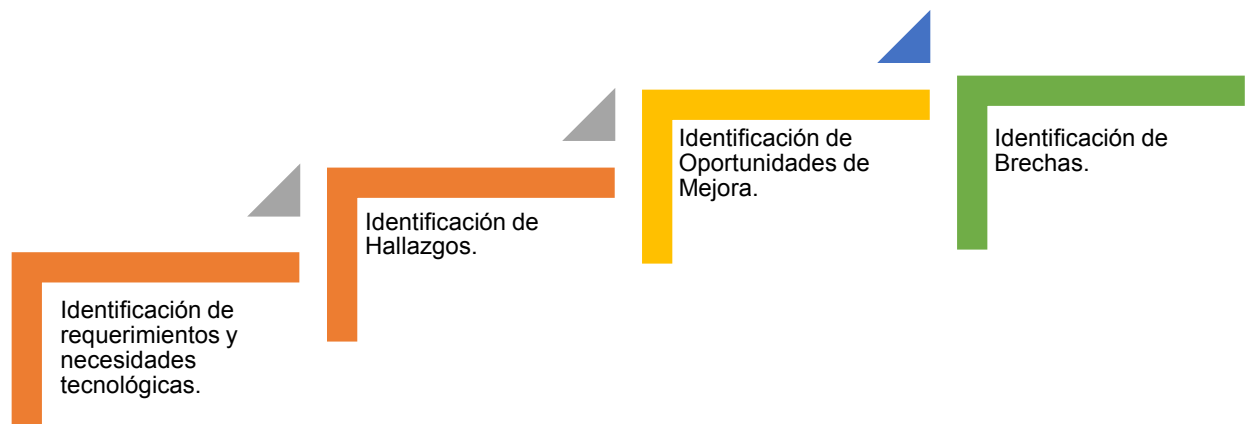 Identificación de
requerimientos y
necesidades
tecnológicas.
Identificación de
Hallazgos.
Identificación de
Oportunidades de
Mejora.
Identificación de
Brechas.